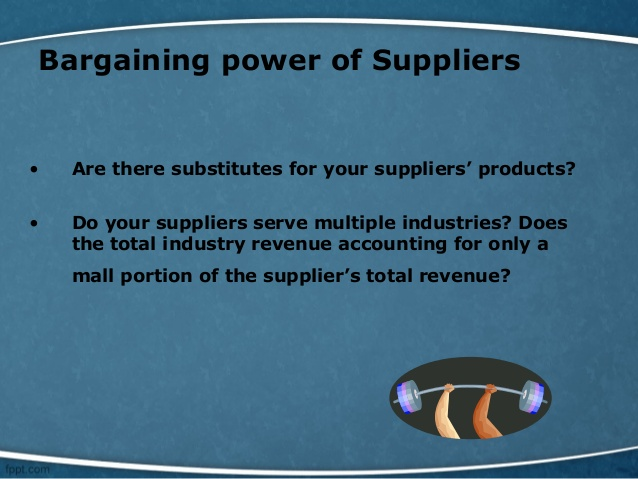 Bargaining power of Suppliers
• Are there substitutes for your suppliers’ products?
• Do your suppliers serve multiple industries? Does
the total industry revenue accounting for only a
mall portion of the supplier’s total revenue?
fppt.com